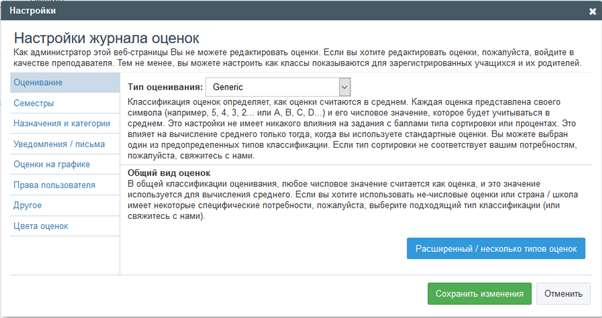 Настройки
Настройки журнала оценок
Как администратор этой веб-страницы Вы не можете редактировать оценки. Если вы хотите редактировать оценки, пожалуйста, войдите в
качестве преподавателя. Тем не менее, вы можете настроить как классы показываются для зарегистрированных учащихся и их родителей.
Оценивание
Семестры
Назначения и категории
Уведомления / письма
Оценки на графике
Права пользователя
Другое
Цвета оценок
Тип оценивания: Generic
Классификация оценок определяет, как оценки считаются в среднем. Каждая оценка представлена своего
символа (например, 5, 4, 3, 2... или A, B, C, D...) и его числовое значение, которое будет учитываться в
среднем. Это настройки не имеет никакого влияния на задания с баллами типа сортировки или процентах. Это
влияет на вычисление среднего только тогда, когда вы используете стандартные оценки. Вы можете выбран
один из предопределенных типов классификации. Если тип сортировки не соответствует вашим потребностям,
пожалуйста, свяжитесь с нами.
Общий вид оценок
В общей классификации оценивания, любое числовое значение считается как оценка, и это значение
используется для вычисления среднего. Если вы хотите использовать не-числовые оценки или страна / школа
имеет некоторые специфические потребности, пожалуйста, выберите подходящий тип классификации (или
свяжитесь с нами).
Расширенный / несколько типов оценок
Сохранить изменения
Отменить